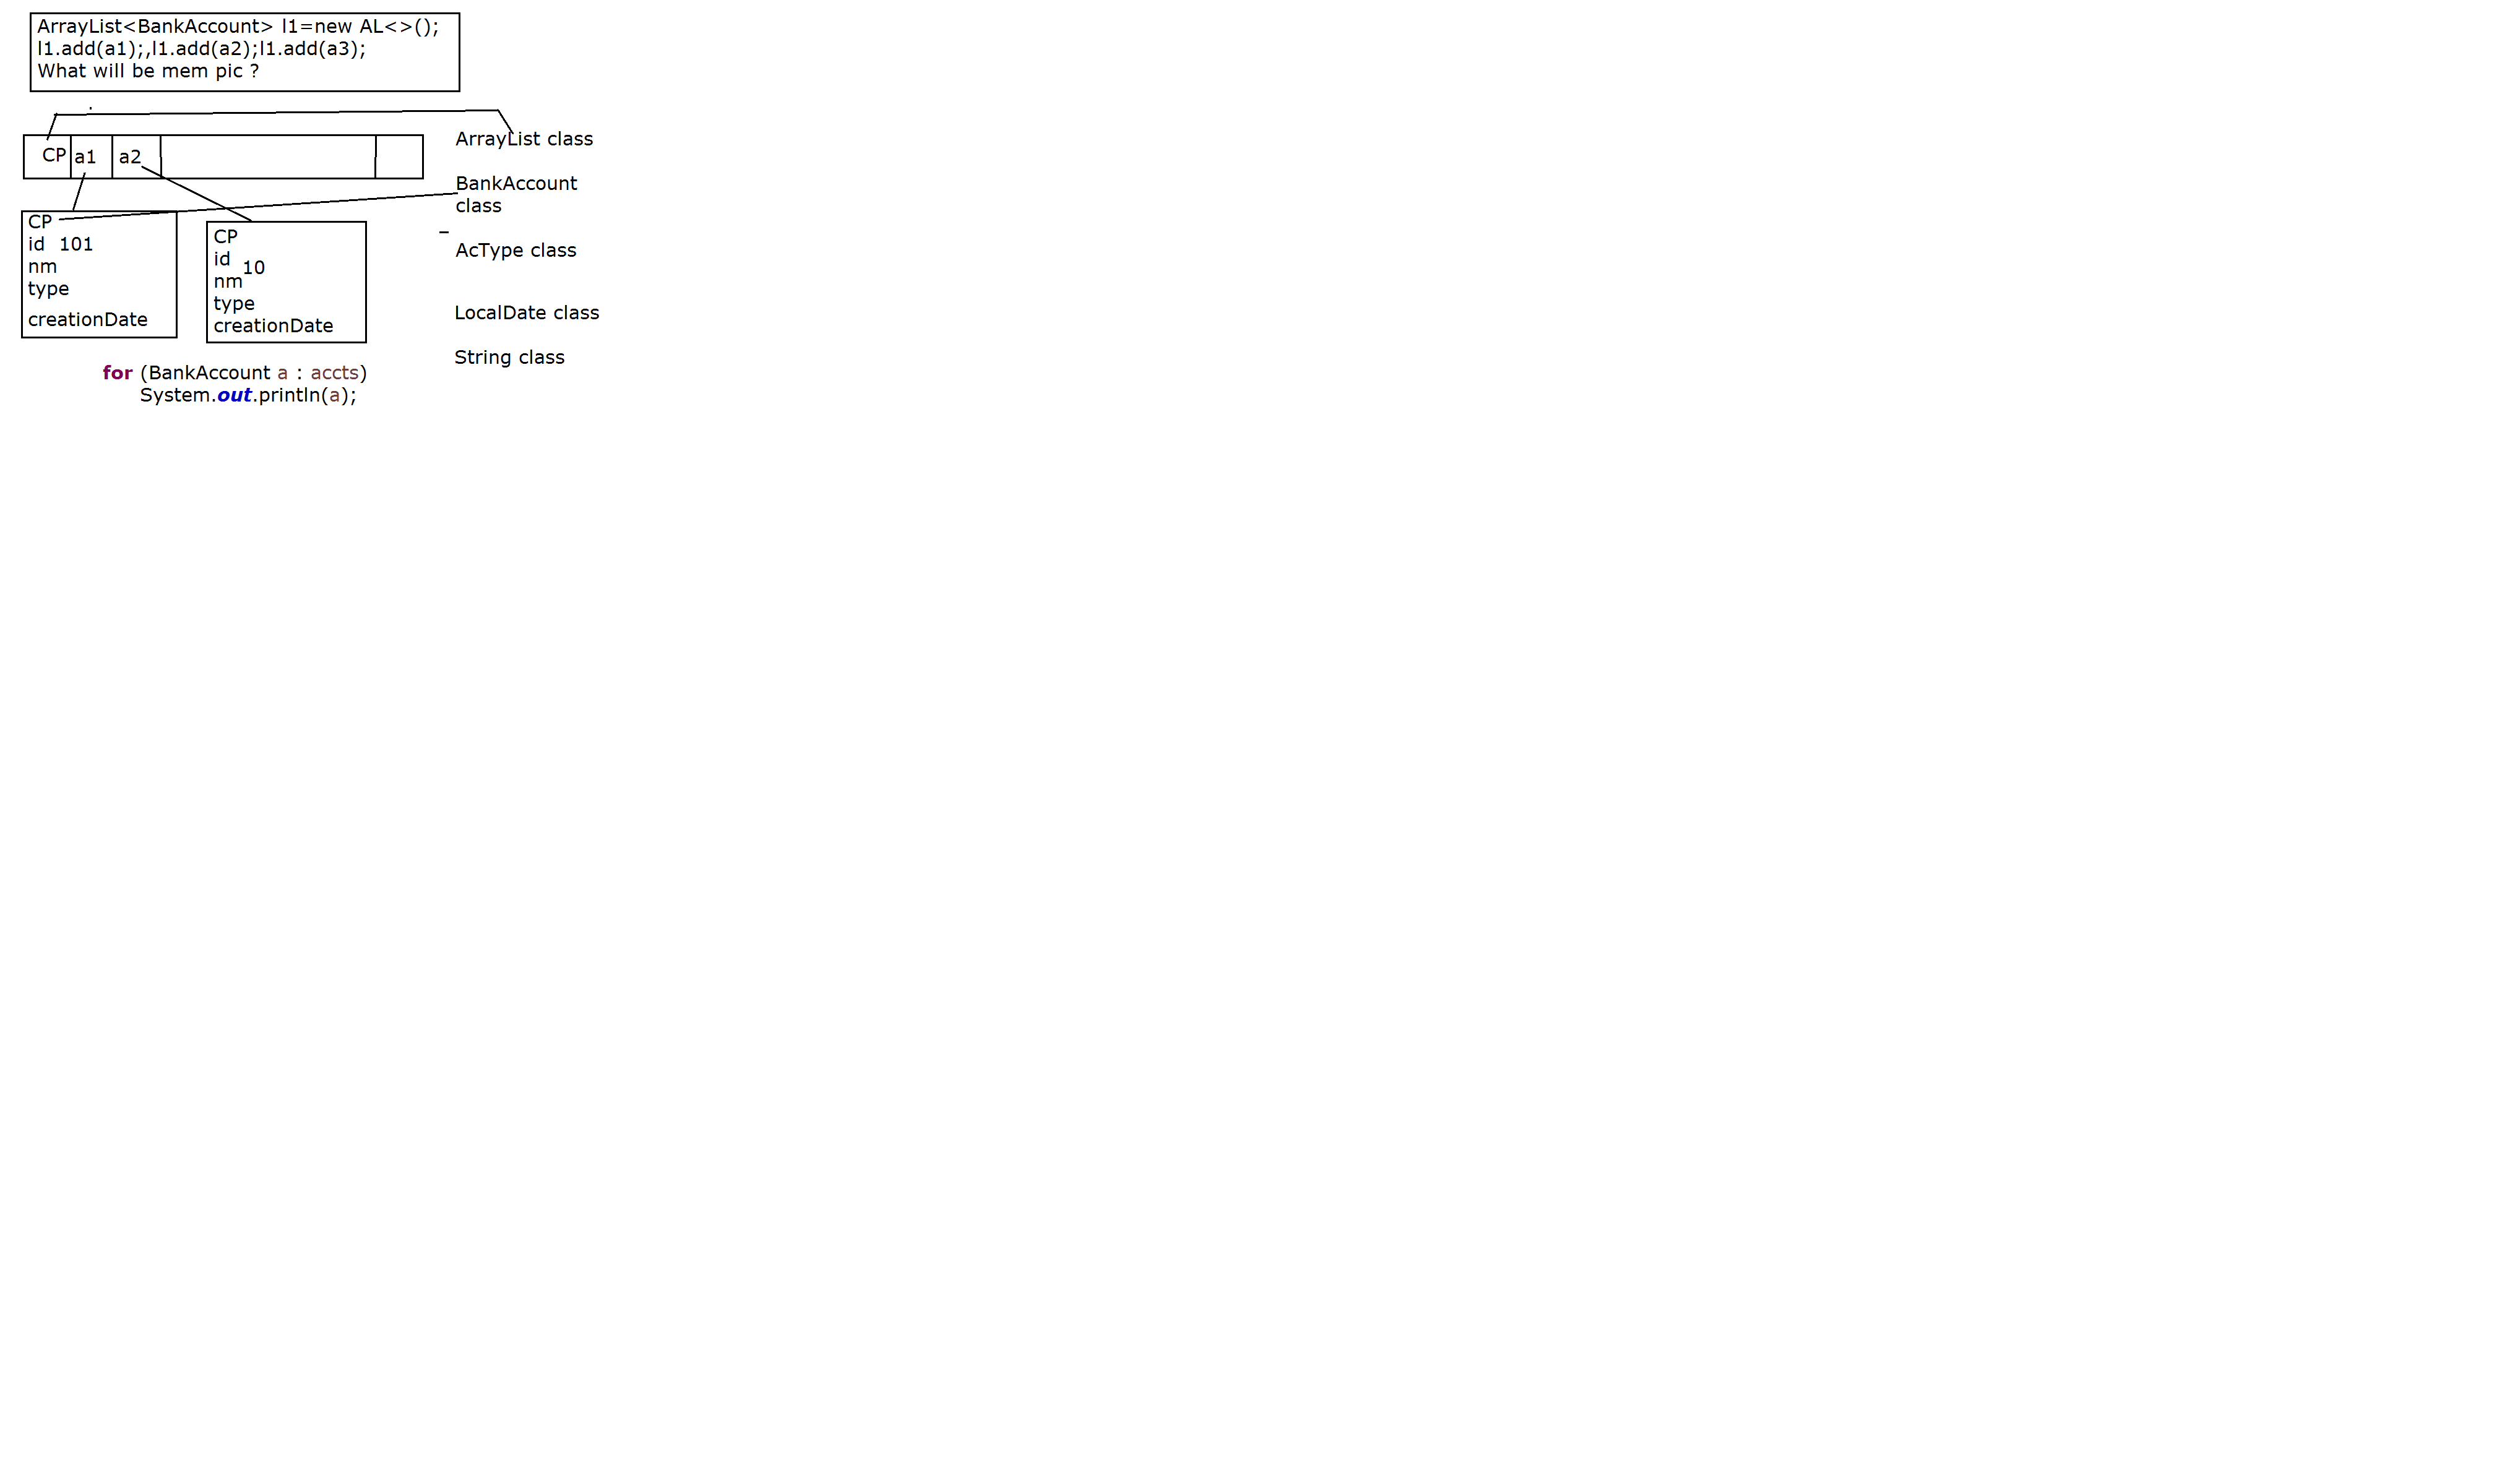 ArrayList<BankAccount> l1=new AL<>();
l1.add(a1);,l1.add(a2);l1.add(a3);
What will be mem pic ?
CP a1 a2
ArrayList class
BankAccount
class
AcType class
LocalDate class
String class
CP
id 101
nm
type
creationDate
CP
id
10
nm
type
creationDate
for (BankAccount a : accts)
System.out.println(a);